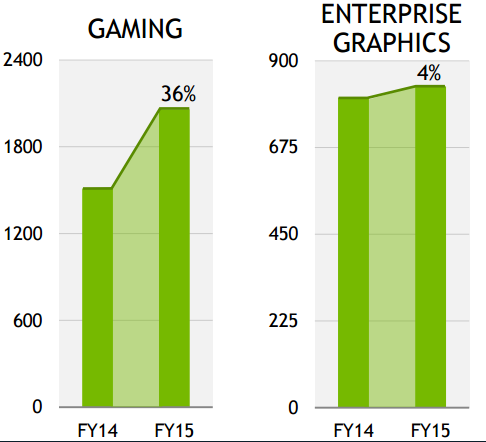 GAMING
2400
1800
1200
600
0
36%
FY14 FY15
ENTERPRISE
GRAPHICS
900
675
450
225
0
4%
FY14 FY15